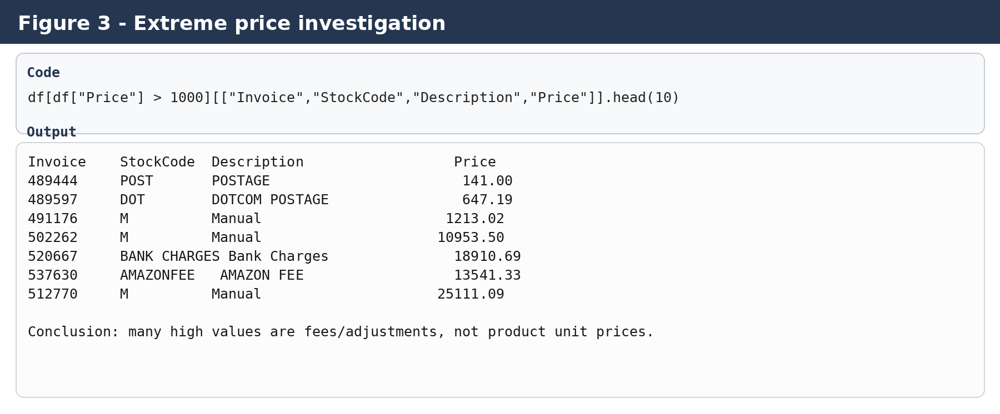 Figure 3 - Extreme price investigation
Code
df[df["Price"] > 1000][["Invoice","StockCode","Description","Price"]].head(10)
Output
Invoice    StockCode  Description                  Price
489444     POST       POSTAGE                       141.00
489597     DOT        DOTCOM POSTAGE                647.19
491176     M          Manual                      1213.02
502262     M          Manual                     10953.50
520667     BANK CHARGES Bank Charges               18910.69
537630     AMAZONFEE   AMAZON FEE                  13541.33
512770     M          Manual                     25111.09
Conclusion: many high values are fees/adjustments, not product unit prices.